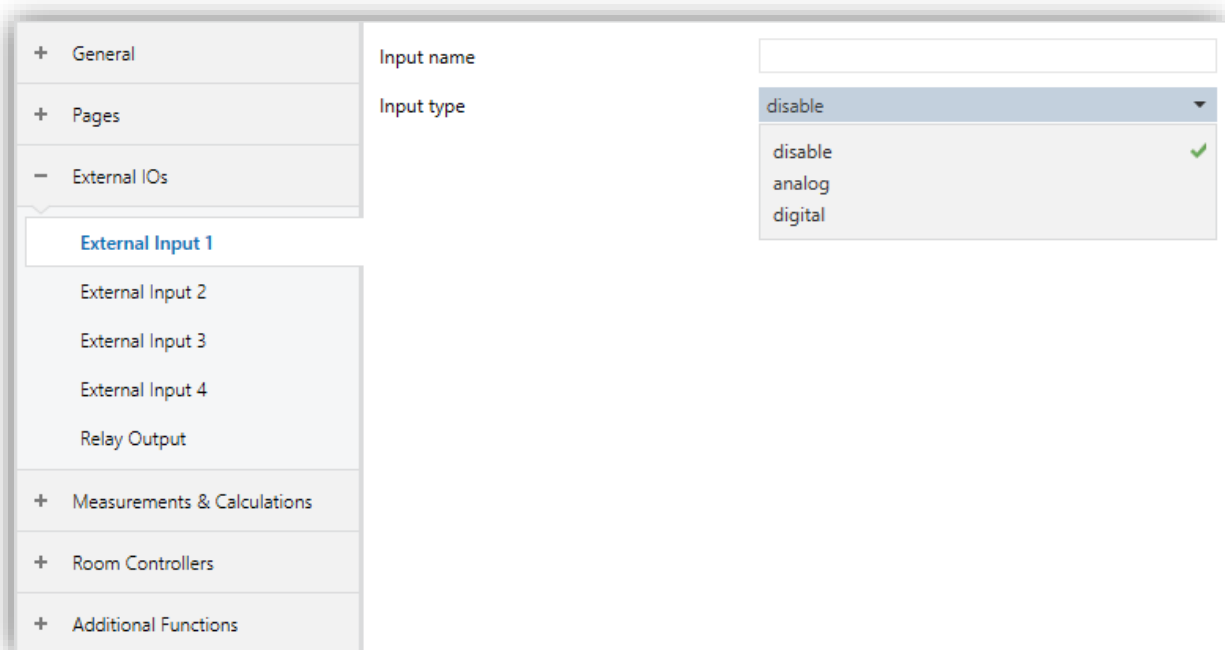 General
Pages
External IOs
External Input 1
External Input 2
External Input 3
External Input 4
Relay Output
Measurements & Calculations
Room Controllers
Additional Functions
Input name
Input type
disable
disable
analog
digital